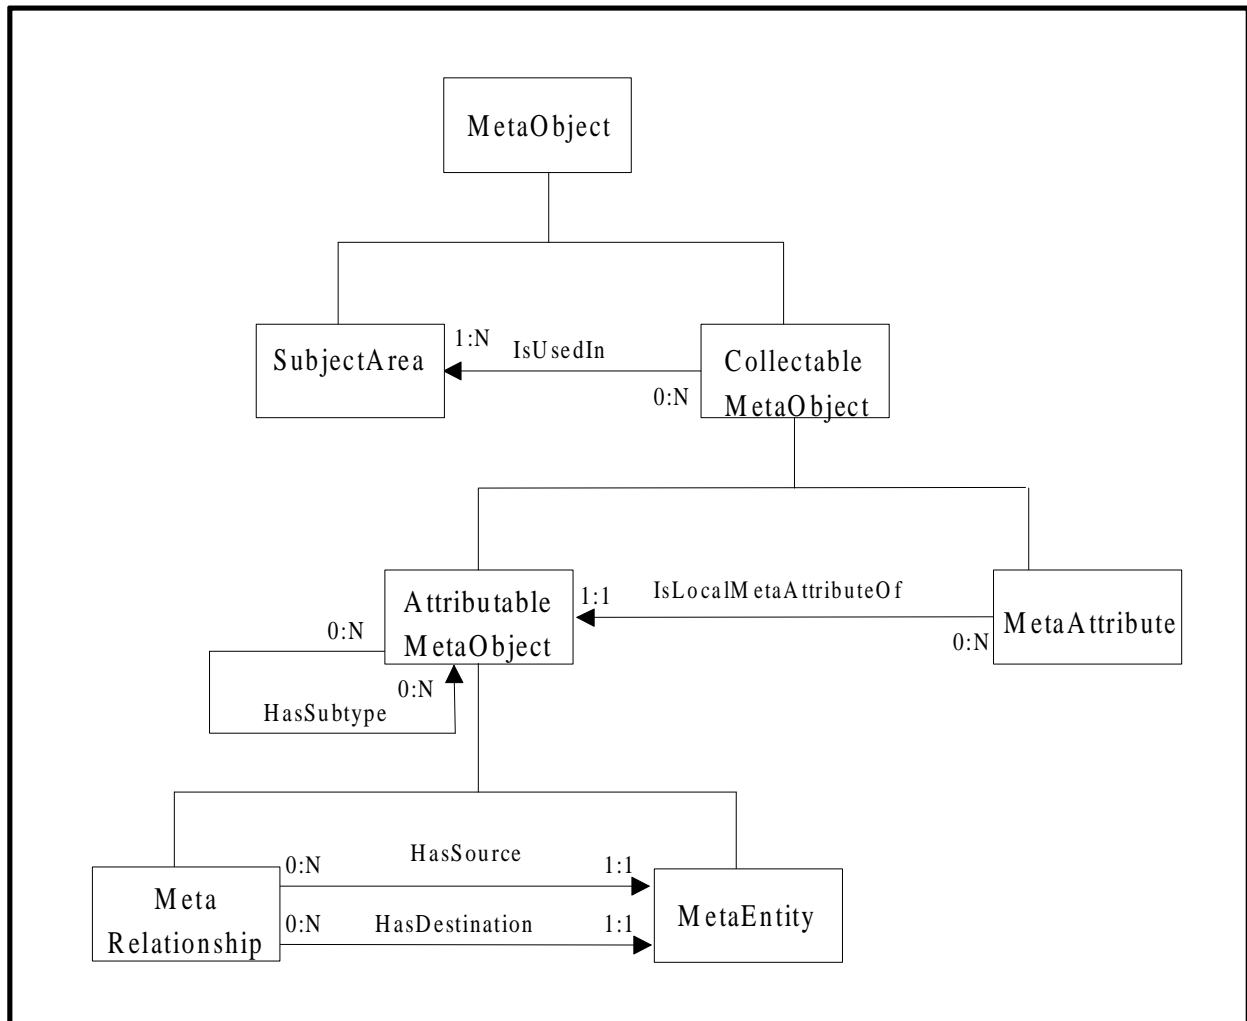 MetaObject
SubjectArea
1:N
IsUsedIn
0:N
Collectable
MetaObject
Attributable
MetaObject
1:1
IsLocalMetaAttributeOf
0:N
MetaAttribute
0:N
0:N
HasSubtype
Meta
Relationship
0:N
HasSource
1:1
0:N
HasDestination
1:1
MetaEntity